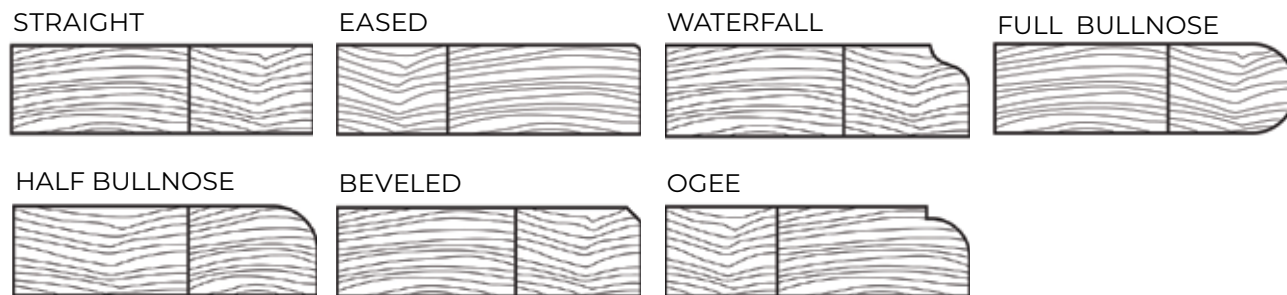 STRAIGHT
EASED
WATERFALL
FULL BULLNOSE
HALF BULLNOSE
BEVELED
OGEE